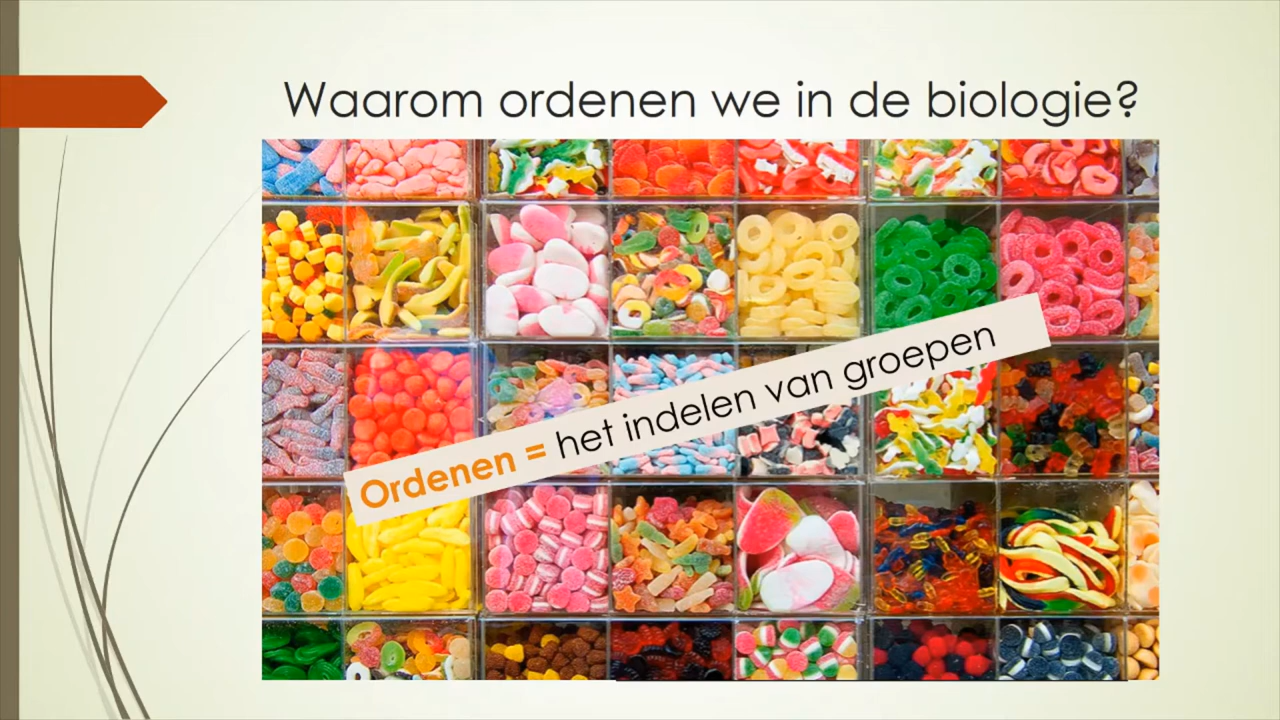 Waarom ordenen we in de biologie?
Ordenen = het indelen van groepen